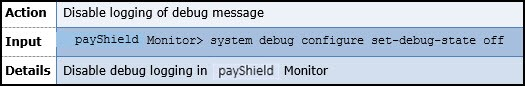 Action Disable logging of debug message
Input payShield Monitor> system debug configure set-debug-state off
Details Disable debug logging in payShield Monitor